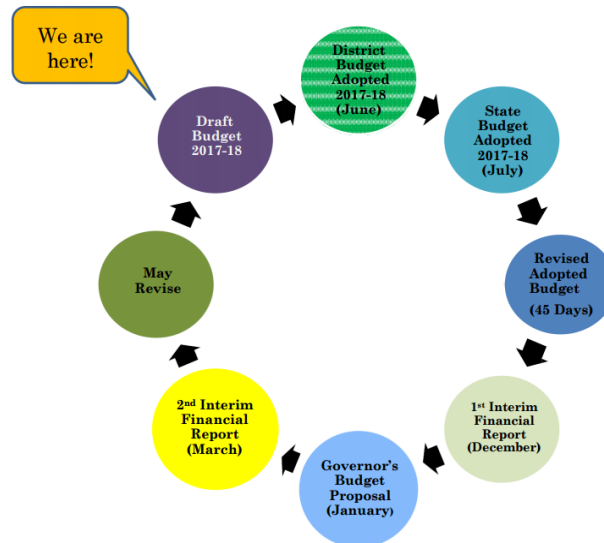 We are
here!
District
Budget
Adopted
2017-18
(June)
State
Budget
Adopted
2017-18
(July)
Revised
Adopted
Budget
(45 Days)
1st Interim
Financial
Report
(December)
Governor's
Budget
Proposal
(January)
2nd Interim
Financial
Report
(March)
May
Revise
Draft
Budget
2017-18